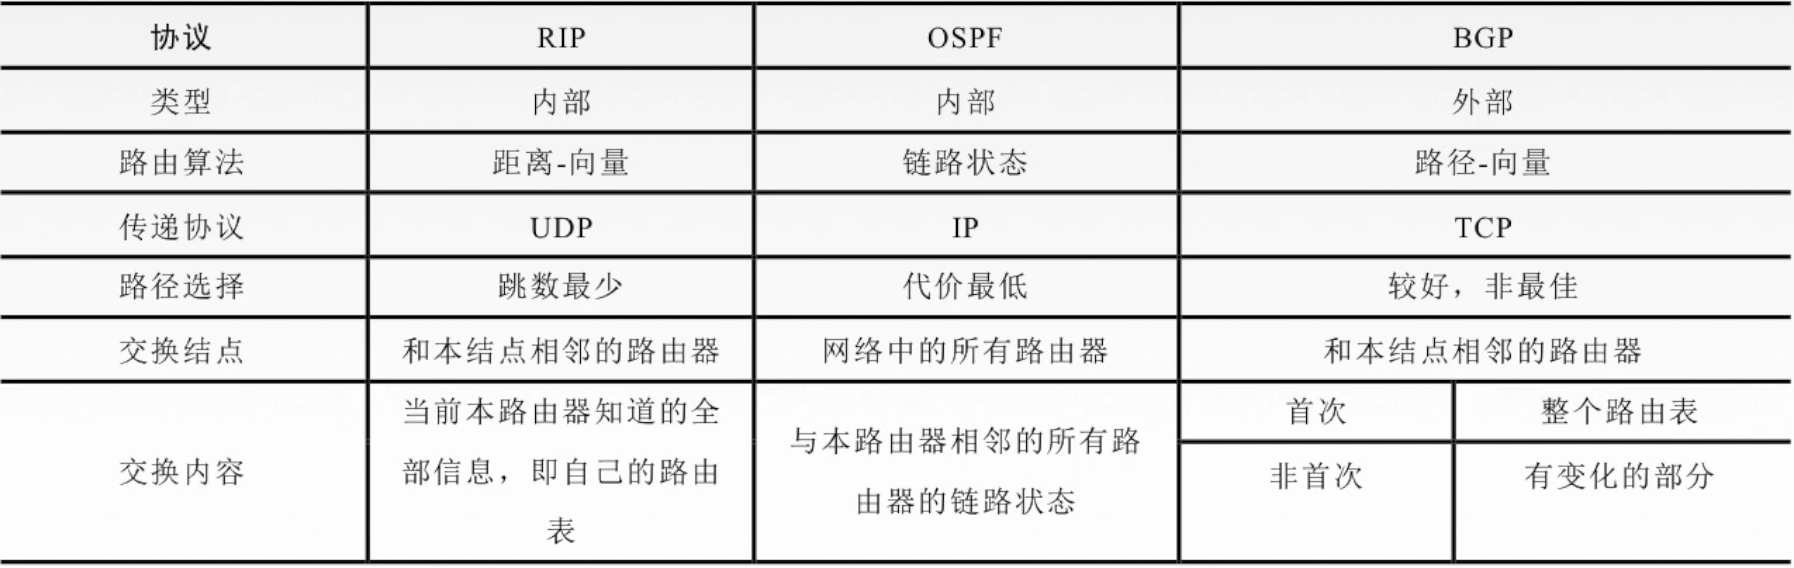 协议 RIP OSPF BGP
类型 内部 内部 外部
路由算法 距离-向量 链路状态 路径-向量
传递协议 UDP IP TCP
路径选择 跳数最少 代价最低 较好，非最佳
交换结点 和本结点相邻的路由器 网络中的所有路由器 和本结点相邻的路由器
交换内容
当前本路由器知道的全
部信息，即自己的路由
表
与本路由器相邻的所有路
由器的链路状态
首次 整个路由表
非首次 有变化的部分